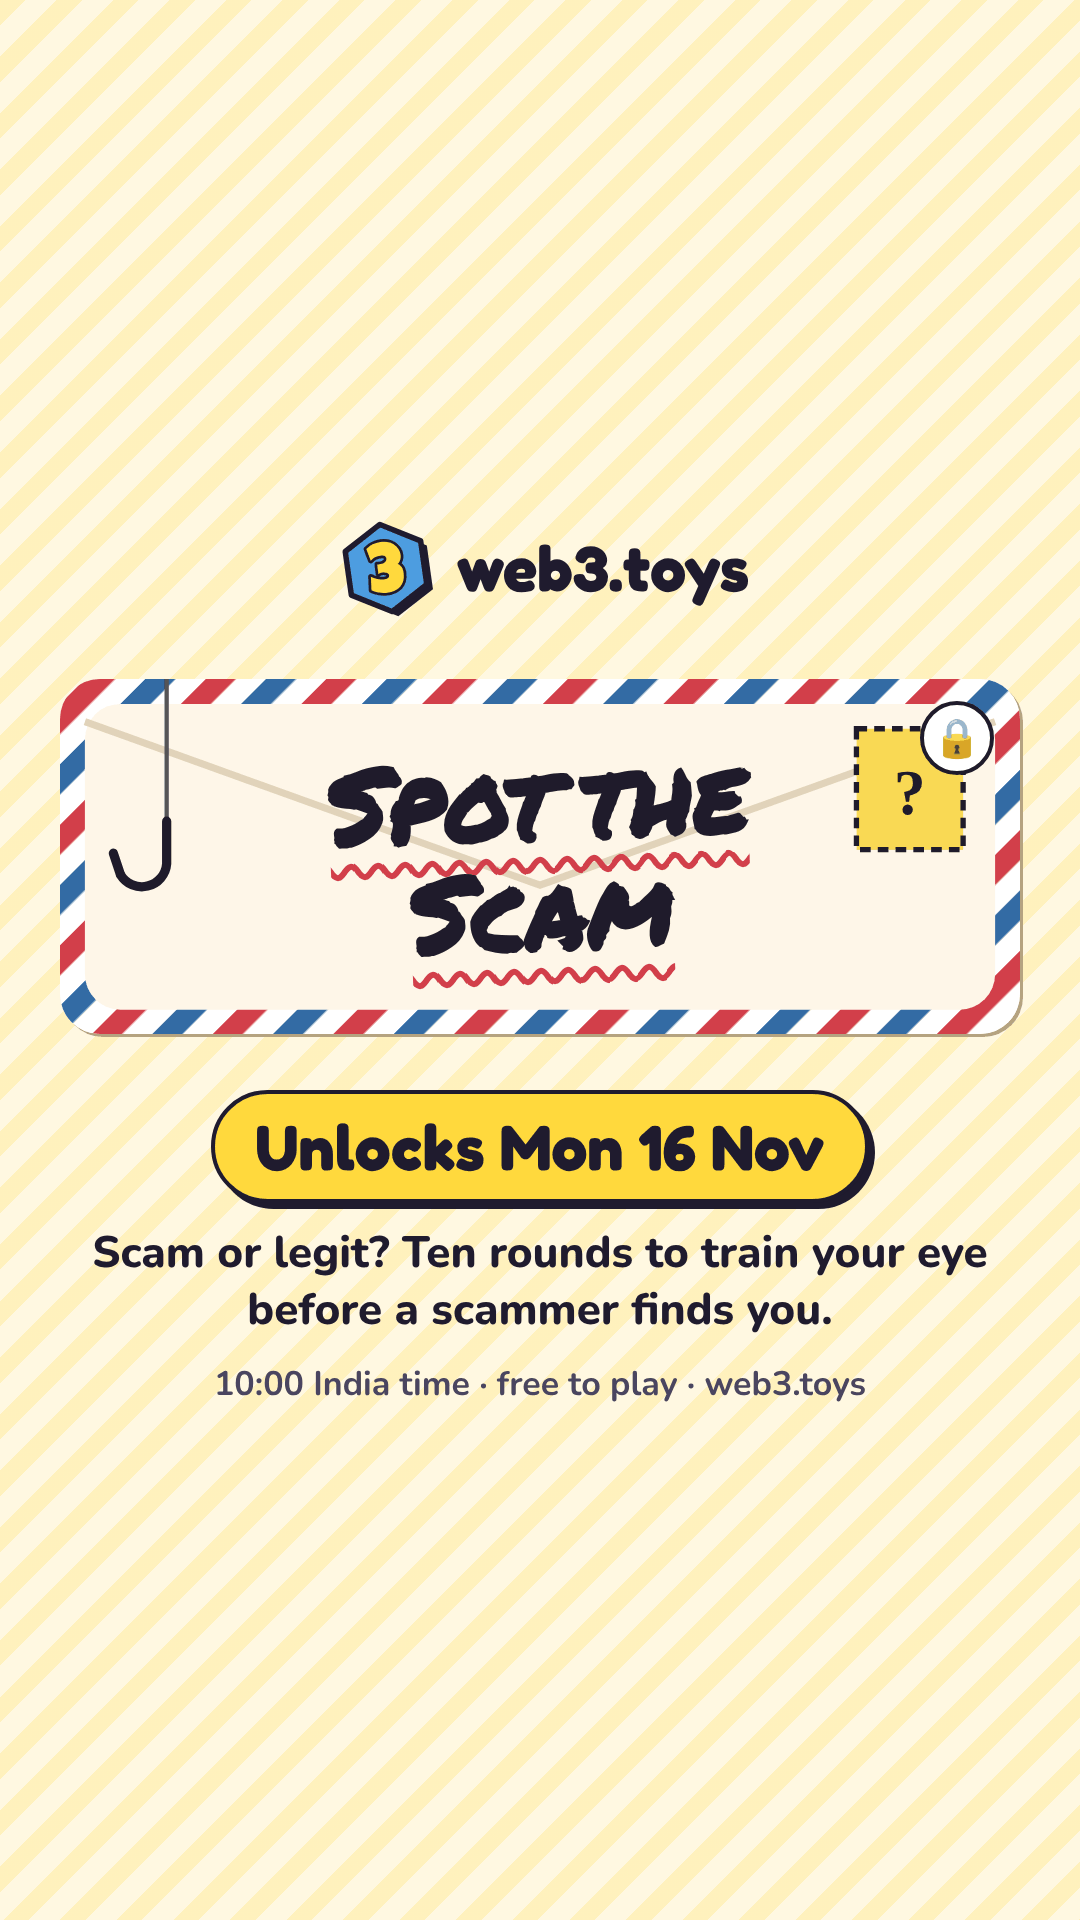 3 web3.toys
?
SPOT THE
SCAM
Unlocks Mon 16 Nov
Scam or legit? Ten rounds to train your eye
before a scammer finds you.
10:00 India time · free to play · web3.toys